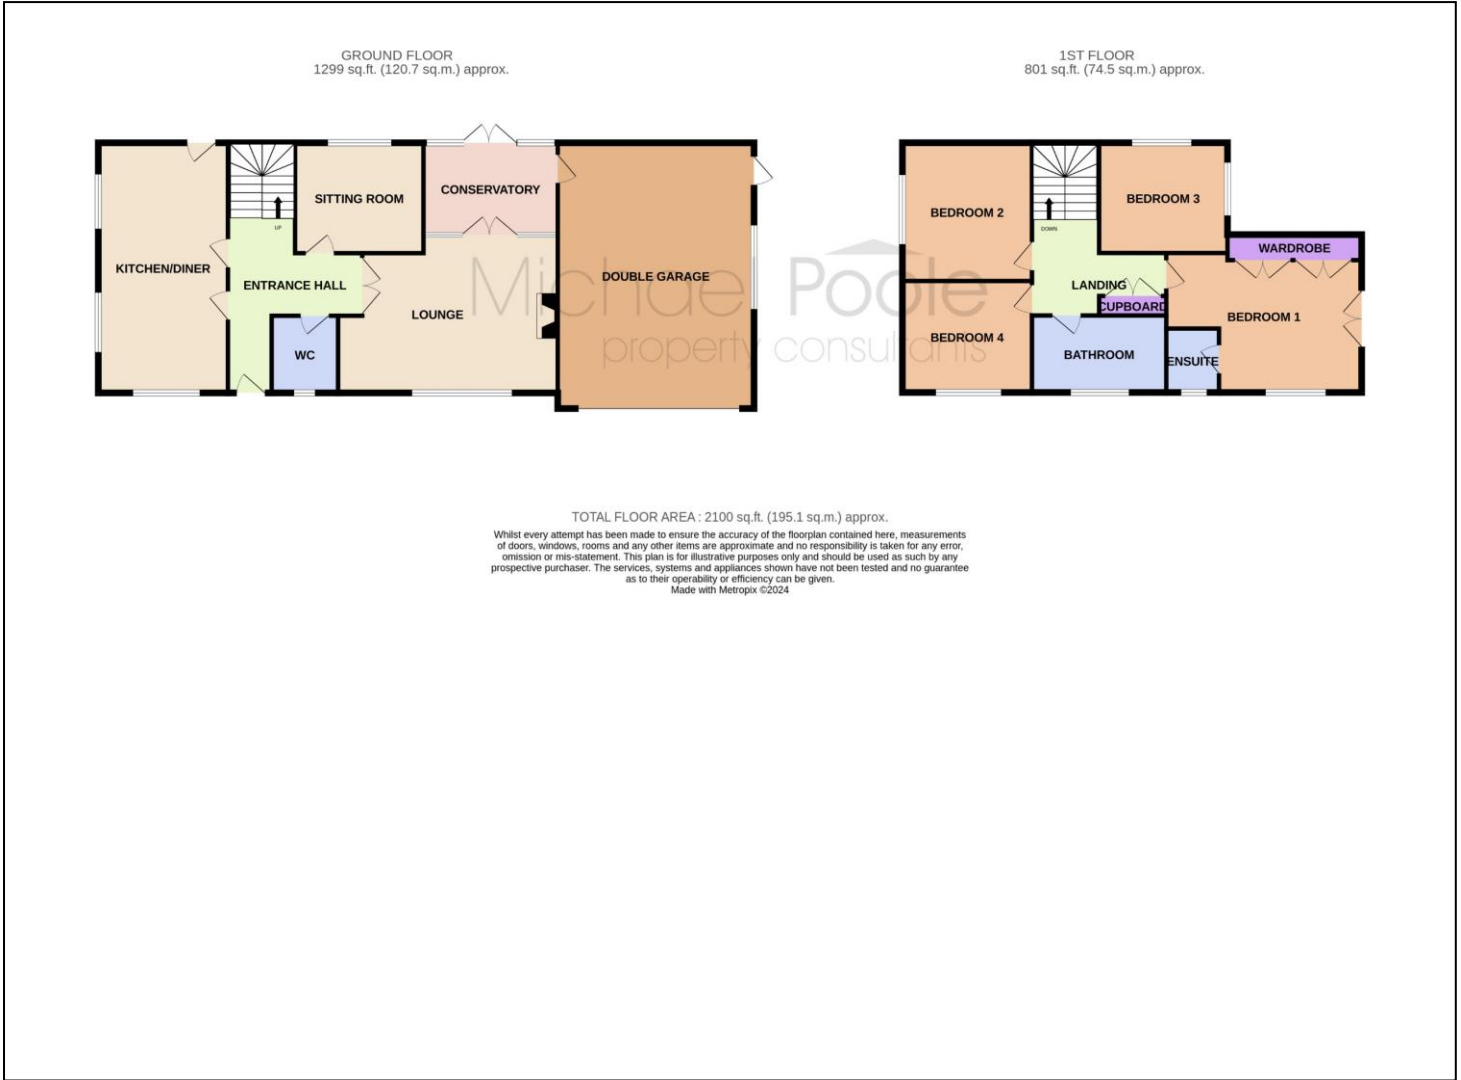 GROUND FLOOR
1299 sq.ft. (120.7 sq.m.) approx.
1ST FLOOR
801 sq.ft. (74.5 sq.m.) approx.
KITCHEN/DINER
UP
SITTING ROOM
CONSERVATORY
ENTRANCE HALL
LOUNGE
WC
DOUBLE GARAGE
BEDROOM 2
DOWN
BEDROOM 3
WARDROBE
LANDING
CUPBOARD
BEDROOM 1
BEDROOM 4
BATHROOM
ENSUITE
Michael Poole
property consultants
TOTAL FLOOR AREA : 2100 sq.ft. (195.1 sq.m.) approx.
Whilst every attempt has been made to ensure the accuracy of the floorplan contained here, measurements
of doors, windows, rooms and any other items are approximate and no responsibility is taken for any error,
omission or mis-statement. This plan is for illustrative purposes only and should be used as such by any
prospective purchaser. The services, systems and appliances shown have not been tested and no guarantee
as to their operability or efficiency can be given.
Made with Metropix ©2024